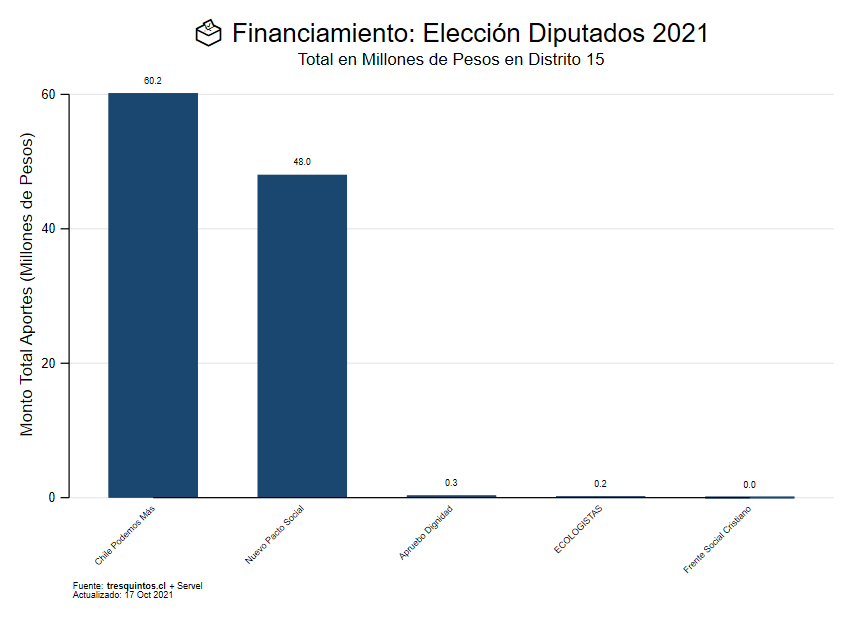 Financiamiento: Elección Diputados 2021
Total en Millones de Pesos en Distrito 15
Monto Total Aportes (Millones de Pesos)
60
40
20
0
60.2
48.0
0.3
0.2
0.0
Chile Podemos Más
Nuevo Pacto Social
Apruebo Dignidad
ECOLOGISTAS
Frente Social Cristiano
Fuente: tresquintos.cl + Servel
Actualizado: 17 Oct 2021